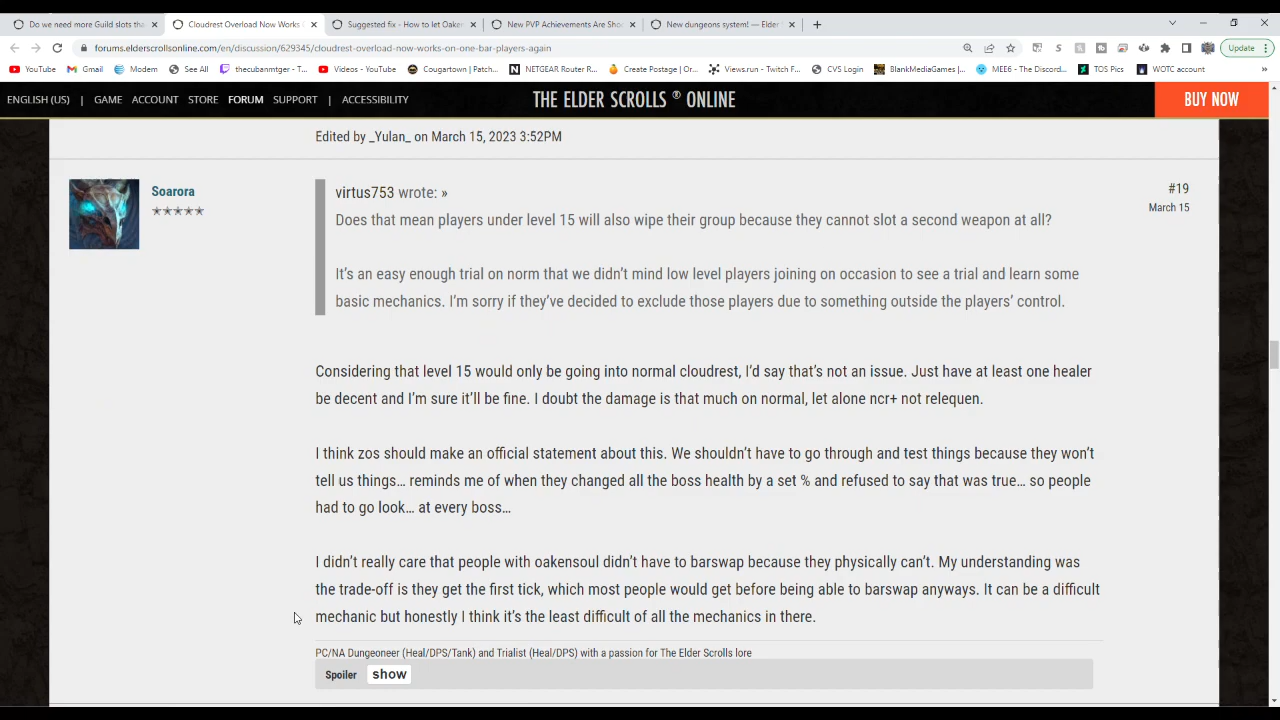 Do we need more Guild slots tha
Cloudrest Overload Now Works
Suggested fix - How to let Oaken
New PVP Achievements Are Sho
New dungeons system! — Elder
forums.elderscrollsonline.com/en/discussion/629345/cloudrest-overload-now-works-on-one-bar-players-again
Update
YouTube Gmail Modem See All thecubanmtger - T... Videos - YouTube Cougartown | Patch... NETGEAR Router R... Create Postage | Or... Views.run - Twitch F... CVS Login BlankMediaGames |... MEE6 - The Discord... TOS Pics WOTC account »
ENGLISH (US) | GAME ACCOUNT STORE FORUM SUPPORT | ACCESSIBILITY THE ELDER SCROLLS ® ONLINE BUY NOW
Edited by _Yulan_ on March 15, 2023 3:52PM
Soarora
★★★★★
#19
March 15
virtus753 wrote: »
Does that mean players under level 15 will also wipe their group because they cannot slot a second weapon at all?
It's an easy enough trial on norm that we didn't mind low level players joining on occasion to see a trial and learn some
basic mechanics. I'm sorry if they've decided to exclude those players due to something outside the players' control.
Considering that level 15 would only be going into normal cloudrest, I'd say that's not an issue. Just have at least one healer
be decent and I'm sure it'll be fine. I doubt the damage is that much on normal, let alone ncr+ not relequen.
I think zos should make an official statement about this. We shouldn't have to go through and test things because they won't
tell us things… reminds me of when they changed all the boss health by a set % and refused to say that was true… so people
had to go look… at every boss…
I didn't really care that people with oakensoul didn't have to barswap because they physically can't. My understanding was
the trade-off is they get the first tick, which most people would get before being able to barswap anyways. It can be a difficult
mechanic but honestly I think it's the least difficult of all the mechanics in there.
PC/NA Dungeoneer (Heal/DPS/Tank) and Trialist (Heal/DPS) with a passion for The Elder Scrolls lore
Spoiler show